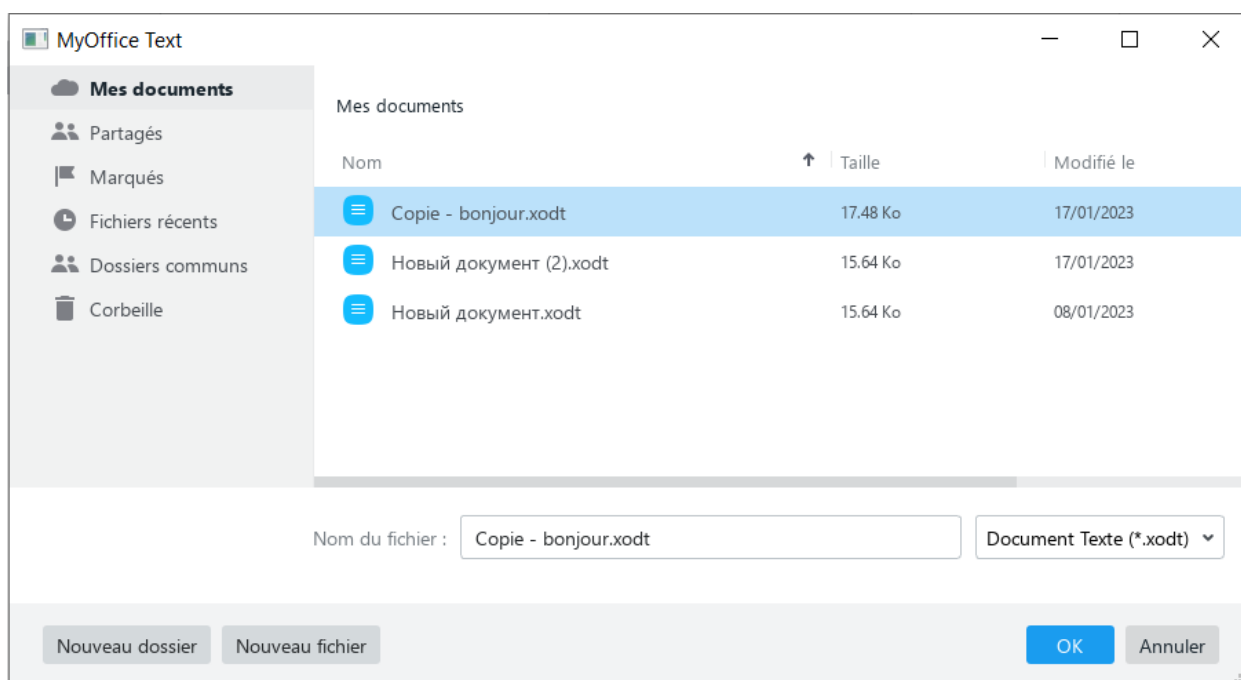 MyOffice Text
Mes documents
Partagés
Marqués
Fichiers récents
Dossiers communs
Corbeille
Mes documents
Nom Taille Modifié le
Copie - bonjour.xodt 17.48 Ko 17/01/2023
Новый документ (2).xodt 15.64 Ko 17/01/2023
Новый документ.xodt 15.64 Ko 08/01/2023
Nom du fichier : Copie - bonjour.xodt Document Texte (*.xodt)
Nouveau dossier Nouveau fichier OK Annuler